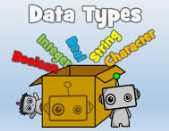 Data Types
Boolean
Integer
Real
String
Character